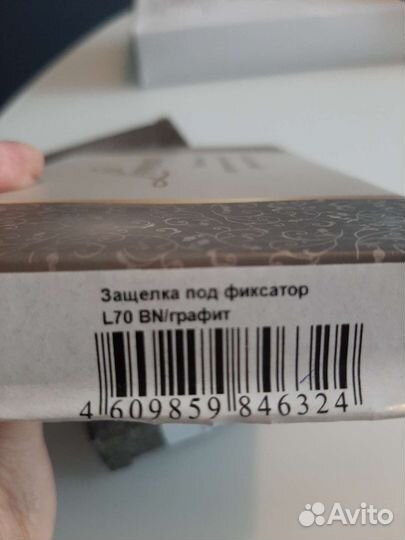 Защелка под фиксатор
L70 BN/графит
4 609859 846324
Avito